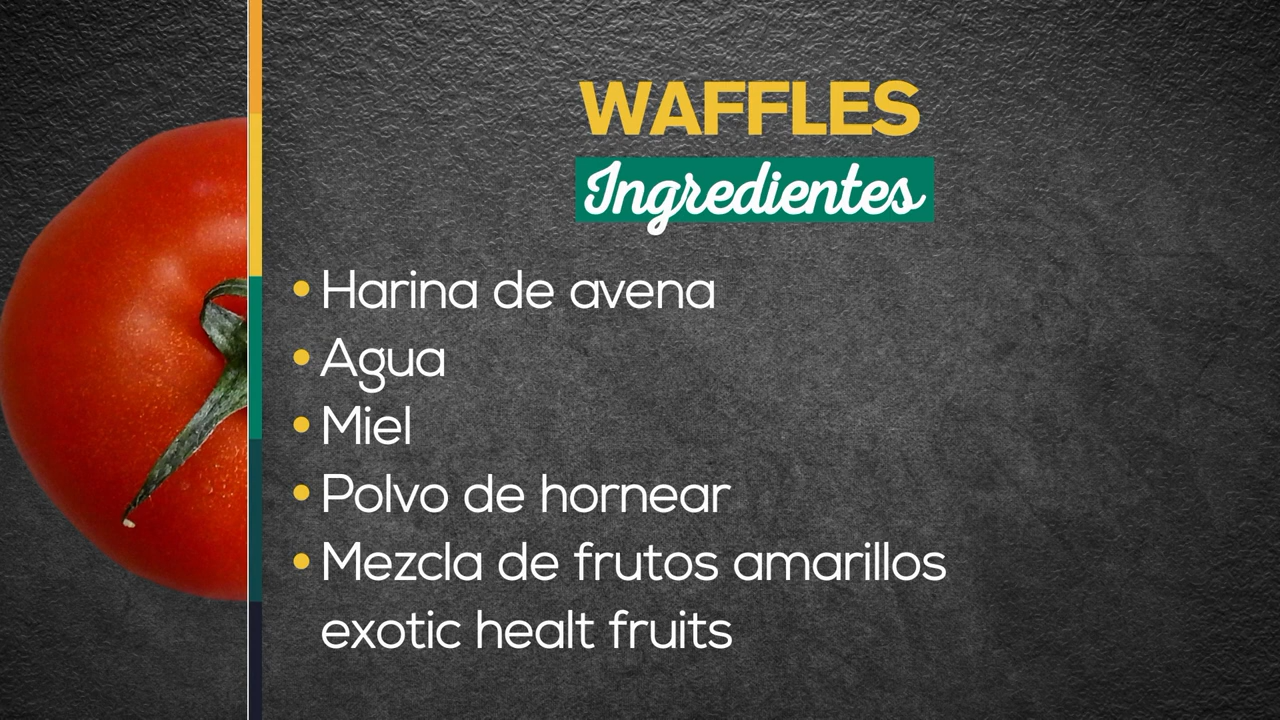 WAFFLES
Ingredientes
• Harina de avena
• Agua
• Miel
• Polvo de hornear
• Mezcla de frutos amarillos
exotic healt fruits